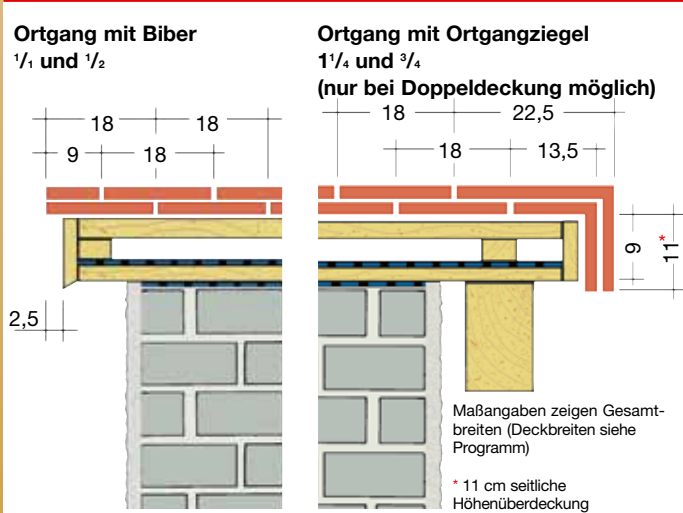 Ortgang mit Biber
1/1 und 1/2
18 18
9 18
2,5
Ortgang mit Ortgangziegel
1 1/4 und 3/4
(nur bei Doppeldeckung möglich)
18 22,5
18 13,5
9 11*
Maßangaben zeigen Gesamt-
breiten (Deckbreiten siehe
Programm)
* 11 cm seitliche
Höhenüberdeckung